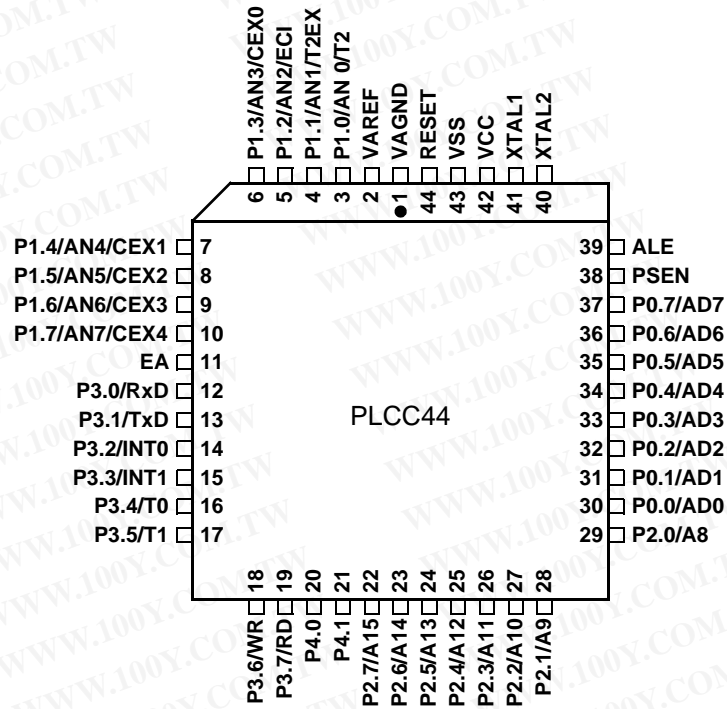 P1.3/AN3/CEX0
P1.2/AN2/ECI
P1.1/AN1/T2EX
P1.0/AN 0/T2
VAREF
VAGND
RESET
VSS
VCC
XTAL1
XTAL2
6 5 4 3 2 1 44 43 42 41 40
P1.4/AN4/CEX1 7
P1.5/AN5/CEX2 8
P1.6/AN6/CEX3 9
P1.7/AN7/CEX4 10
EA 11
P3.0/RxD 12
P3.1/TxD 13
P3.2/INT0 14
P3.3/INT1 15
P3.4/T0 16
P3.5/T1 17
PLCC44
39 ALE
38 PSEN
37 P0.7/AD7
36 P0.6/AD6
35 P0.5/AD5
34 P0.4/AD4
33 P0.3/AD3
32 P0.2/AD2
31 P0.1/AD1
30 P0.0/AD0
29 P2.0/A8
18 19 20 21 22 23 24 25 26 27 28
P3.6/WR
P3.7/RD
P4.0
P4.1
P2.7/A15
P2.6/A14
P2.5/A13
P2.4/A12
P2.3/A11
P2.2/A10
P2.1/A9
WWW.100Y.COM.TW